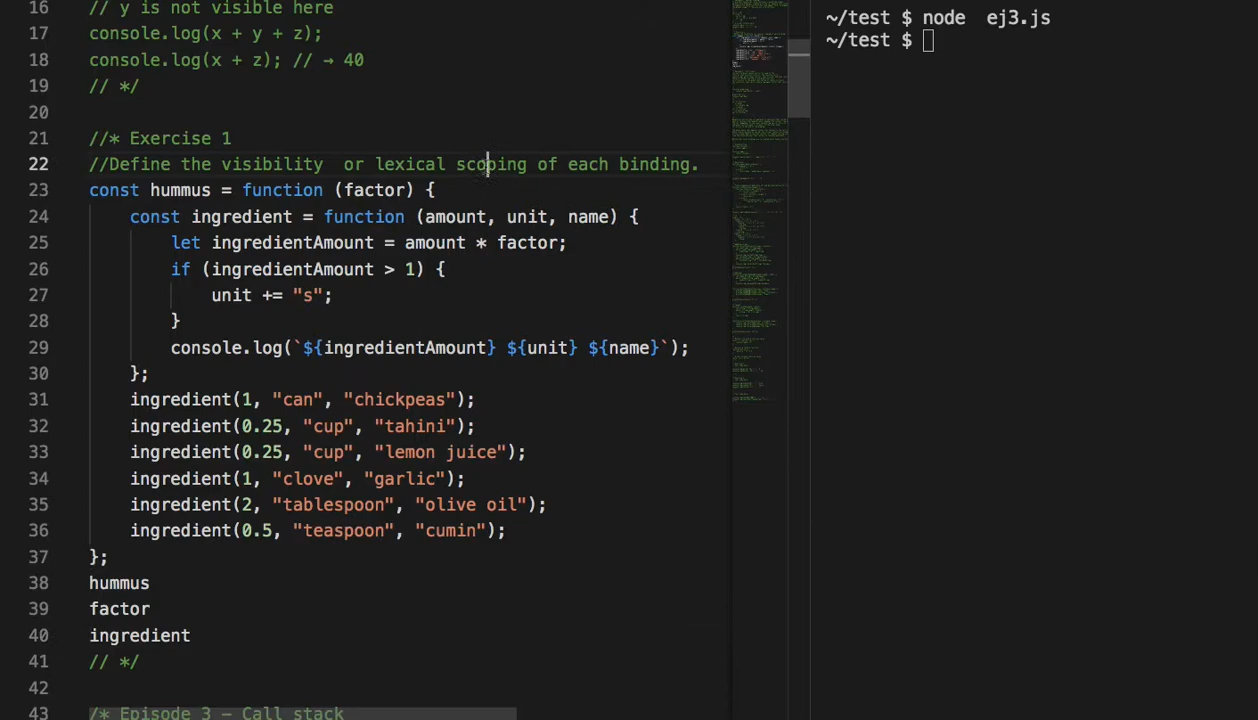 16 // y is not visible here
17 console.log(x + y + z);
18 console.log(x + z); // → 40
19 // */
20
21 //* Exercise 1
22 //Define the visibility  or lexical scoping of each binding.
23 const hummus = function (factor) {
24     const ingredient = function (amount, unit, name) {
25         let ingredientAmount = amount * factor;
26         if (ingredientAmount > 1) {
27             unit += "s";
28         }
29         console.log(`${ingredientAmount} ${unit} ${name}`);
30     };
31     ingredient(1, "can", "chickpeas");
32     ingredient(0.25, "cup", "tahini");
33     ingredient(0.25, "cup", "lemon juice");
34     ingredient(1, "clove", "garlic");
35     ingredient(2, "tablespoon", "olive oil");
36     ingredient(0.5, "teaspoon", "cumin");
37 };
38 hummus
39 factor
40 ingredient
41 // */
42
43 /* Episode 3 – Call stack
~/test $ node  ej3.js
~/test $